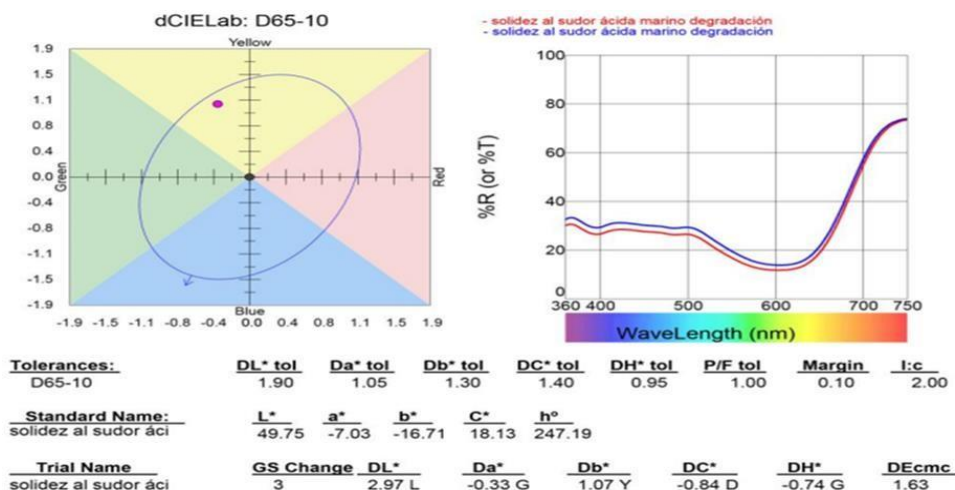 dCIELab: D65-10
Yellow
1.9
1.5
1.1
0.8
0.4
0.0
-0.4
-0.8
-1.1
-1.5
-1.9
Green
Red
Blue
-1.9 -1.5 -1.1 -0.8 -0.4 0.0 0.4 0.8 1.1 1.5 1.9
- solidez al sudor ácida marino degradación
- solidez al sudor ácida marino degradación
%R (or %T)
100
80
60
40
20
0
360 400 500 600 700 750
WaveLength (nm)
Tolerances: DL* tol Da* tol Db* tol DC* tol DH* tol P/F tol Margin l:c
D65-10 1.90 1.05 1.30 1.40 0.95 1.00 0.10 2.00
Standard Name: L* a* b* C* hº
solidez al sudor áci 49.75 -7.03 -16.71 18.13 247.19
Trial Name GS Change DL* Da* Db* DC* DH* DEcmc
solidez al sudor áci 3 2.97 L -0.33 G 1.07 Y -0.84 D -0.74 G 1.63